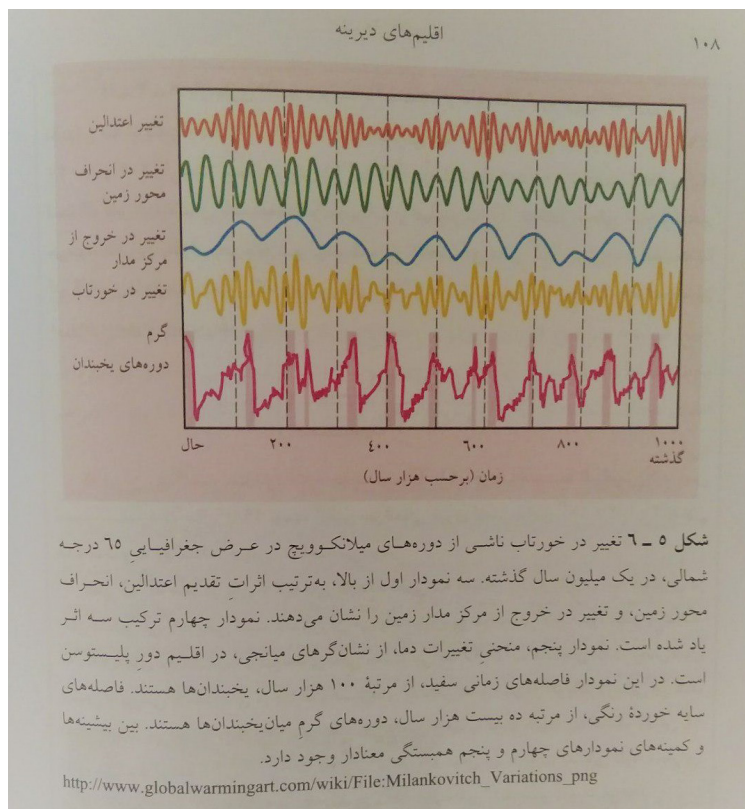 اقلیم‌های دیرینه
۱۰۸
تغییر اعتدالین
تغییر در انحراف
محور زمین
تغییر در خروج از
مرکز مدار
تغییر در خورتاب
گرم
دوره‌های یخبندان
حال
۲۰۰
۴۰۰
۶۰۰
۸۰۰
۱۰۰۰
گذشته
زمان (برحسب هزار سال)
شکل ۵ ـ ۶ تغییر در خورتاب ناشی از دوره‌های میلانکوویچ در عرض جغرافیاییِ ۶۵ درجه
شمالی، در یک میلیون سال گذشته. سه نمودار اول از بالا، به‌ترتیب اثراتِ تقدیم اعتدالین، انحراف
محور زمین، و تغییر در خروج از مرکز مدار زمین را نشان می‌دهند. نمودار چهارم ترکیب سه اثر
یاد شده است. نمودار پنجم، منحنیِ تغییرات دما، از نشان‌گرهای میانجی، در اقلیم دورِ پلیستوسن
است. در این نمودار فاصله‌های زمانی سفید، از مرتبۀ ۱۰۰ هزار سال، یخبندان‌ها هستند. فاصله‌های
سایه خوردۀ رنگی، از مرتبه ده بیست هزار سال، دوره‌های گرمِ میان‌یخبندان‌ها هستند. بین بیشینه‌ها
و کمینه‌های نمودارهای چهارم و پنجم همبستگی معنادار وجود دارد.
http://www.globalwarmingart.com/wiki/File:Milankovitch_Variations_png